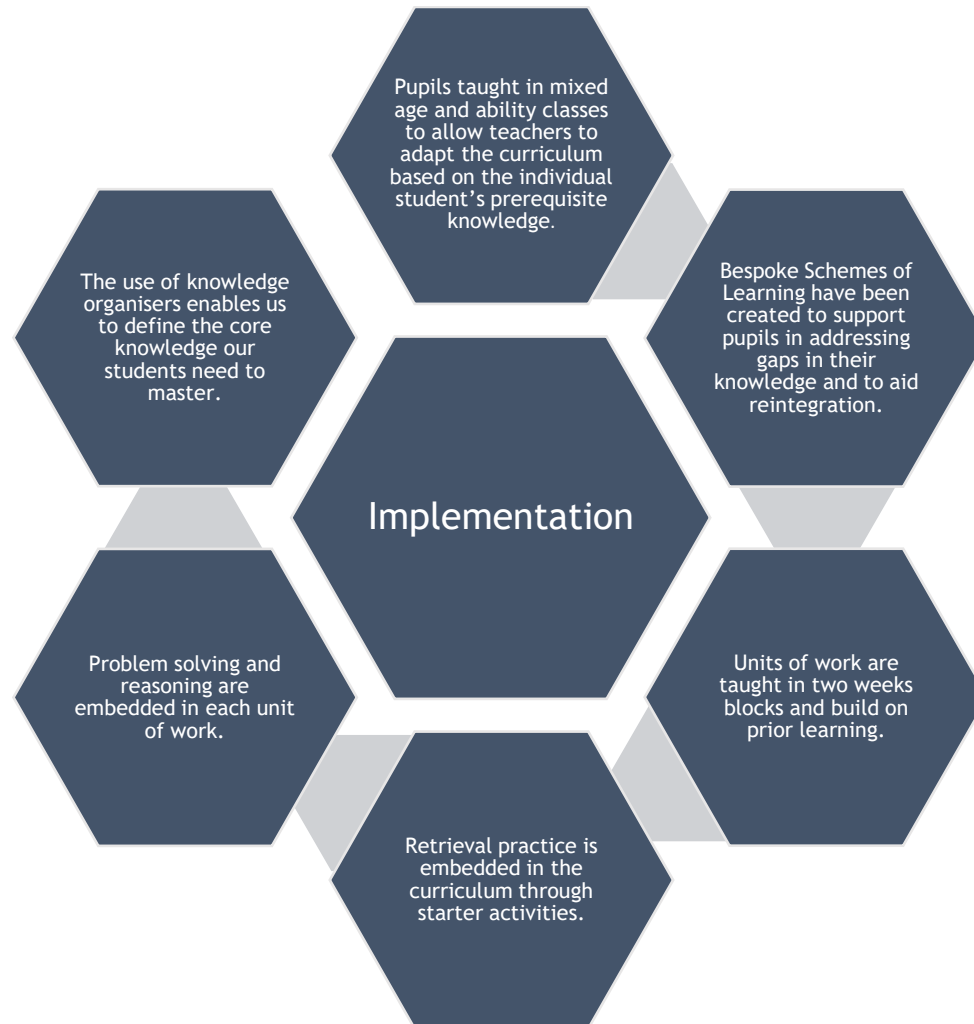 Pupils taught in mixed
age and ability classes
to allow teachers to
adapt the curriculum
based on the individual
student’s prerequisite
knowledge.
Bespoke Schemes of
Learning have been
created to support
pupils in addressing
gaps in their
knowledge and to aid
reintegration.
Units of work are
taught in two weeks
blocks and build on
prior learning.
Retrieval practice is
embedded in the
curriculum through
starter activities.
Problem solving and
reasoning are
embedded in each unit
of work.
The use of knowledge
organisers enables us
to define the core
knowledge our
students need to
master.
Implementation